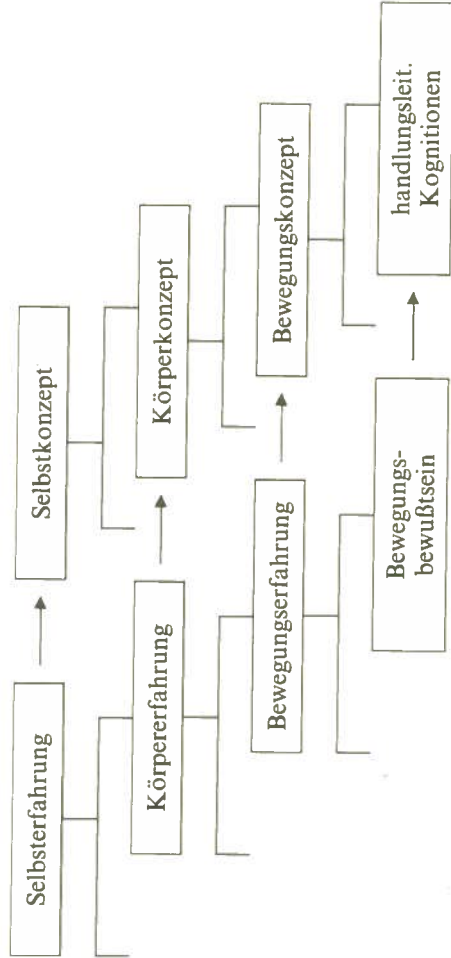 Selbsterfahrung
Selbstkonzept
Körpererfahrung
Körperkonzept
Bewegungserfahrung
Bewegungskonzept
Bewegungs-
bewußtsein
handlungsleit.
Kognitionen